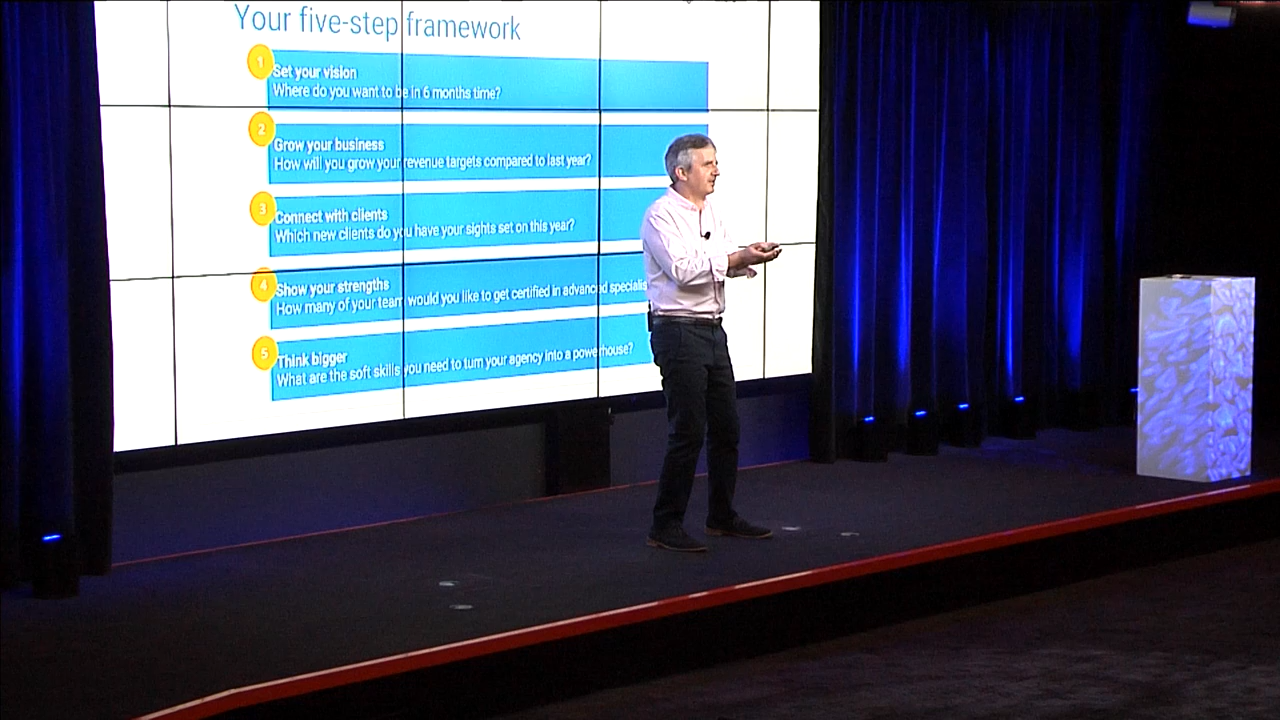 Your five-step framework
1
Set your vision
Where do you want to be in 6 months time?
2
Grow your business
How will you grow your revenue targets compared to last year?
3
Connect with clients
Which new clients do you have your sights set on this year?
4
Show your strengths
How many of your team would you like to get certified in advanced
5
Think bigger
What are the soft skills you need to turn your agency into a powerhouse?